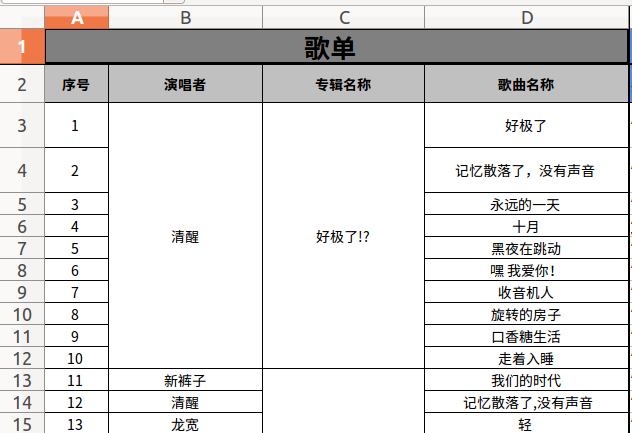 A B C D
1 歌单
2 序号 演唱者 专辑名称 歌曲名称
3 1 好极了
4 2 记忆散落了，没有声音
5 3 永远的一天
6 4 十月
7 5 清醒 好极了!? 黑夜在跳动
8 6 嘿 我爱你！
9 7 收音机人
10 8 旋转的房子
11 9 口香糖生活
12 10 走着入睡
13 11 新裤子 我们的时代
14 12 清醒 记忆散落了,没有声音
15 13 龙宽 轻